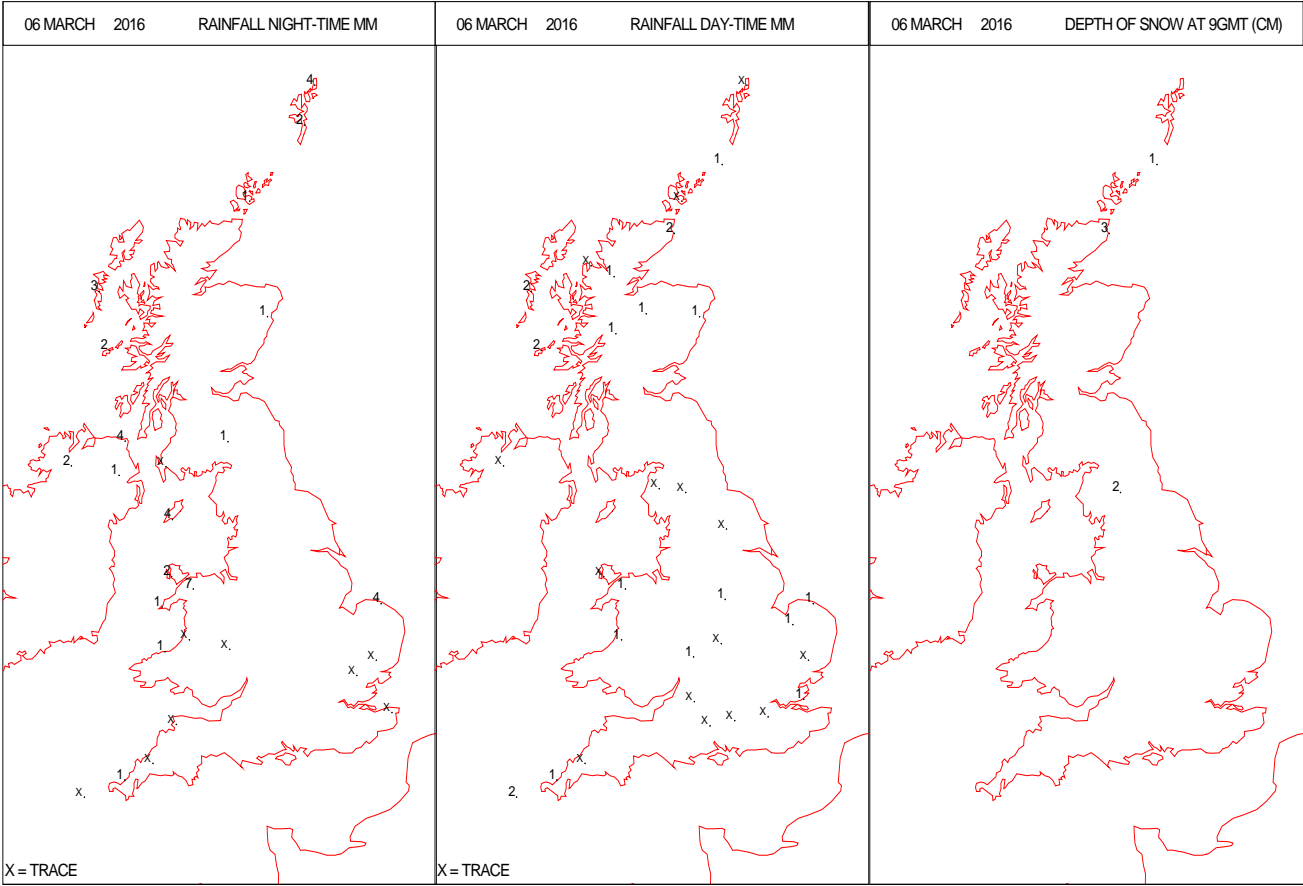 06 MARCH 2016 RAINFALL NIGHT-TIME MM
4.
2.
1.
3.
1.
2.
4. 1.
2. x
1.
4.
2.
7.
1. 4.
x.
1. x.
x.
x.
x.
x.
x.
1.
x.
X = TRACE
06 MARCH 2016 RAINFALL DAY-TIME MM
x.
1.
x.
2.
x.
1.
2.
1. 1.
1.
2.
x.
x. x.
x.
x.
1.
1. 1.
1.
1. x.
1. x.
x. 1.
x. x. x.
x.
1.
2.
X = TRACE
06 MARCH 2016 DEPTH OF SNOW AT 9GMT (CM)
1.
3.
2.